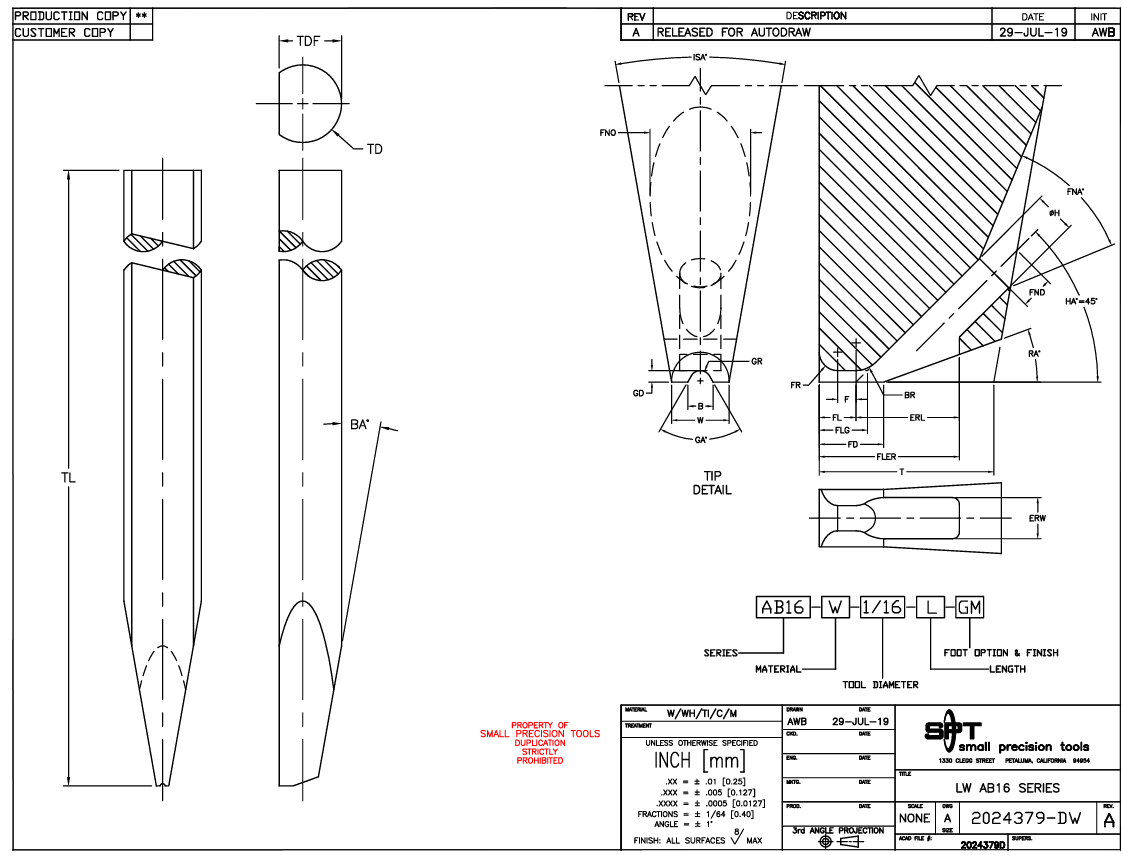 PRODUCTION COPY **
CUSTOMER COPY
REV DESCRIPTION DATE INIT
A RELEASED FOR AUTODRAW 29-JUL-19 AWB
TDF
TD
TL
BA°
ISA°
FNO
GR
GD
B
W
GA°
TIP
DETAIL
FNA°
øH
FND
HA°=45°
RA°
FR
BR
F
FL
ERL
FLG
FD
FLER
T
ERW
AB16-W-1/16-L-GM
SERIES
FOOT OPTION & FINISH
MATERIAL
LENGTH
TOOL DIAMETER
PROPERTY OF
SMALL PRECISION TOOLS
DUPLICATION
STRICTLY
PROHIBITED
MATERIAL W/WH/TI/C/M
TREATMENT
UNLESS OTHERWISE SPECIFIED
INCH [mm]
.XX = ± .01 [0.25]
.XXX = ± .005 [0.127]
.XXXX = ± .0005 [0.0127]
FRACTIONS = ± 1/64 [0.40]
ANGLE = ± 1°
FINISH: ALL SURFACES 8/ MAX
DRAWN DATE
AWB 29-JUL-19
CKD. DATE
ENG. DATE
MKTG. DATE
PROD. DATE
3rd ANGLE PROJECTION
SPT
small precision tools
1330 CLEGG STREET PETALUMA, CALIFORNIA 94954
TITLE
LW AB16 SERIES
SCALE
NONE
DWG
A
SIZE
2024379-DW
REV.
A
ACAD FILE #:
2024379D
SUPERS.